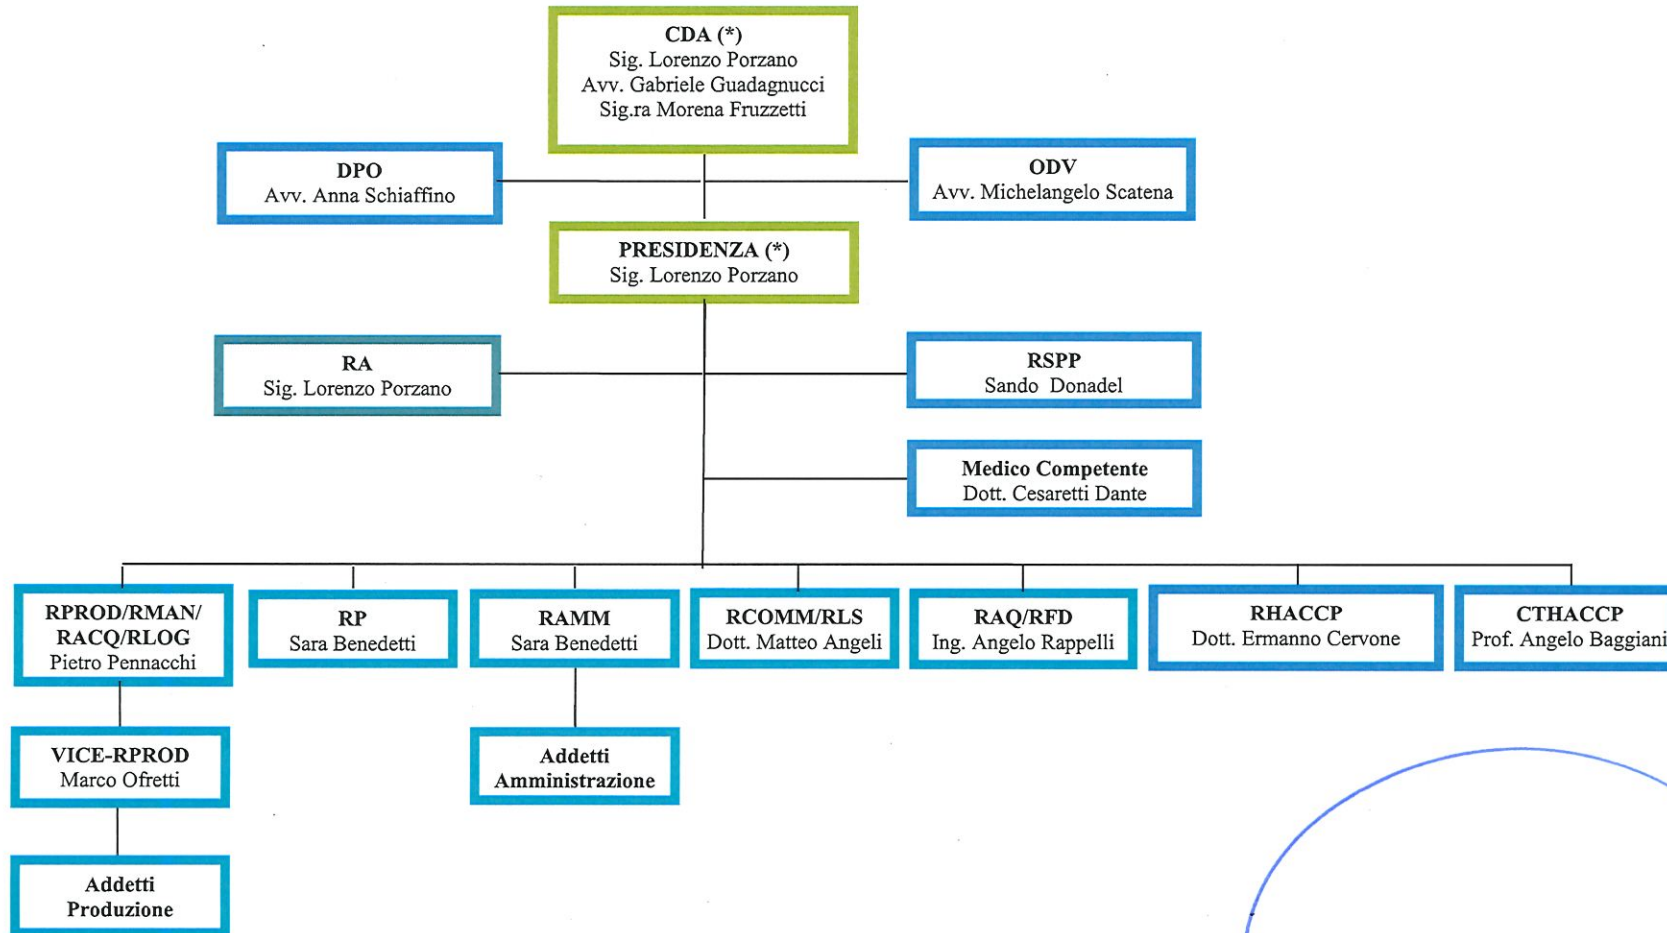 CDA (*)
Sig. Lorenzo Porzano
Avv. Gabriele Guadagnucci
Sig.ra Morena Fruzzetti
DPO
Avv. Anna Schiaffino
ODV
Avv. Michelangelo Scatena
PRESIDENZA (*)
Sig. Lorenzo Porzano
RA
Sig. Lorenzo Porzano
RSPP
Sando Donadel
Medico Competente
Dott. Cesaretti Dante
RPROD/RMAN/
RACQ/RLOG
Pietro Pennacchi
RP
Sara Benedetti
RAMM
Sara Benedetti
RCOMM/RLS
Dott. Matteo Angeli
RAQ/RFD
Ing. Angelo Rappelli
RHACCP
Dott. Ermanno Cervone
CTHACCP
Prof. Angelo Baggiani
VICE-RPROD
Marco Ofretti
Addetti
Amministrazione
Addetti
Produzione